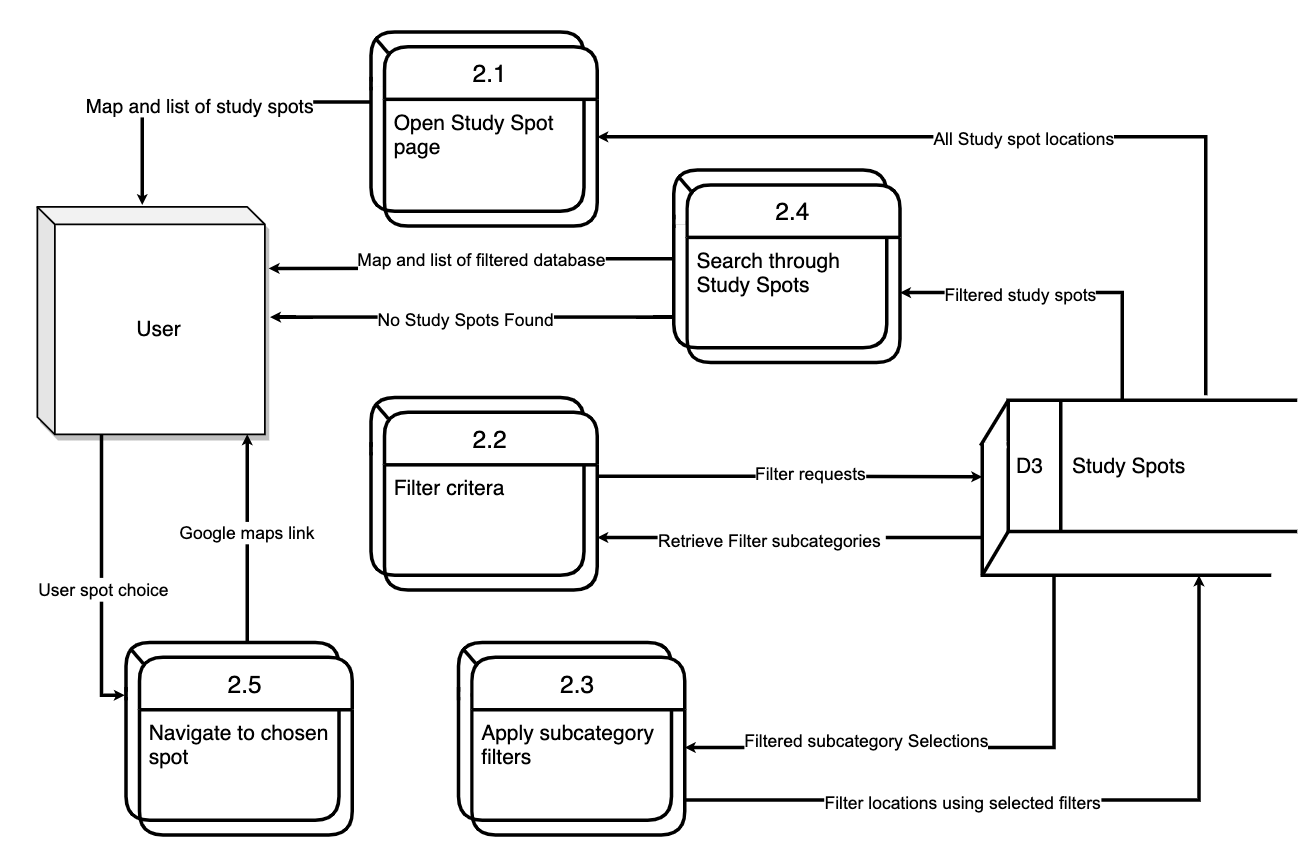 2.1
Map and list of study spots
Open Study Spot
page
All Study spot locations
2.4
Map and list of filtered database
Search through
Study Spots
Filtered study spots
No Study Spots Found
User
2.2
Filter critera
Filter requests
D3
Study Spots
Retrieve Filter subcategories
Google maps link
User spot choice
2.5
Navigate to chosen
spot
2.3
Apply subcategory
filters
Filtered subcategory Selections
Filter locations using selected filters